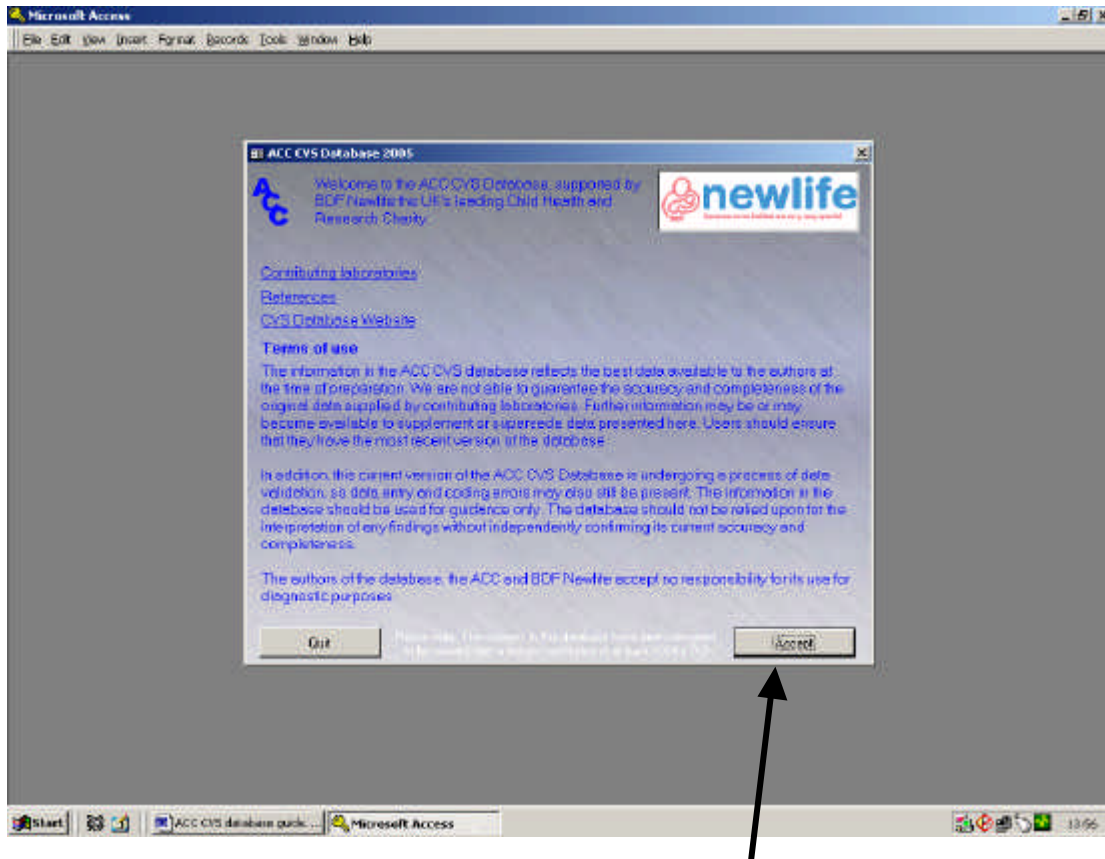 Microsoft Access
File Edit View Insert Format Records Tools Window Help
ACC CVS Database 2005
ACC
Welcome to the ACC CVS Database, supported by
BDF Newlife the UK's leading Child Health and
Research Charity.
newlife
Contributing laboratories
References
CVS Database Website
Terms of use
The information in the ACC CVS database reflects the best data available to the authors at
the time of preparation. We are not able to guarantee the accuracy and completeness of the
original data supplied by contributing laboratories. Further information may be or may
become available to supplement or supercede data presented here. Users should ensure
that they have the most recent version of the database.
In addition, this current version of the ACC CVS Database is undergoing a process of data
validation, so data entry and coding errors may also still be present. The information in the
database should be used for guidance only. The database should not be relied upon for the
interpretation of any findings without independently confirming its current accuracy and
completeness.
The authors of the database, the ACC and BDF Newlife accept no responsibility for its use for
diagnostic purposes
Quit
Accept
Start
ACC CVS database guide. ...
Microsoft Access